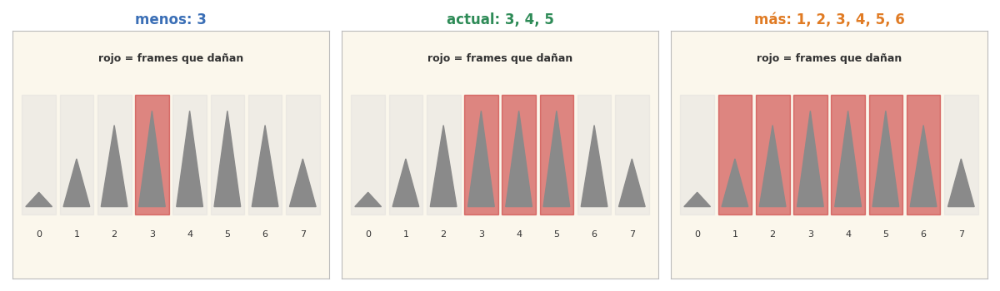 menos: 3
rojo = frames que dañan
0 1 2 3 4 5 6 7
actual: 3, 4, 5
rojo = frames que dañan
0 1 2 3 4 5 6 7
más: 1, 2, 3, 4, 5, 6
rojo = frames que dañan
0 1 2 3 4 5 6 7